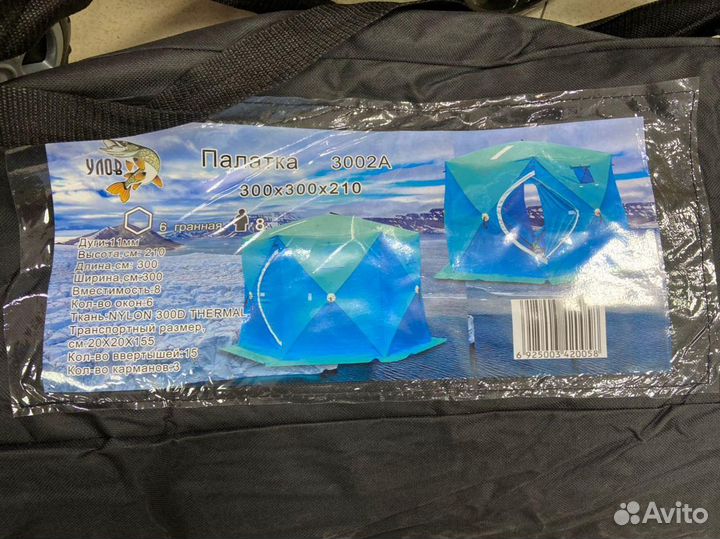 УЛОВ
Палатка 3002А
300х300х210
6 гранная 8
Дуги:11мм
Высота,см: 210
Длина,см: 300
Ширина,см:300
Вместимость:8
Кол-во окон:6
Ткань:NYLON 300D THERMAL
Транспортный размер,
см:20X20X155
Кол-во ввертышей:15
Кол-во карманов:3
6 925005 420058
Avito